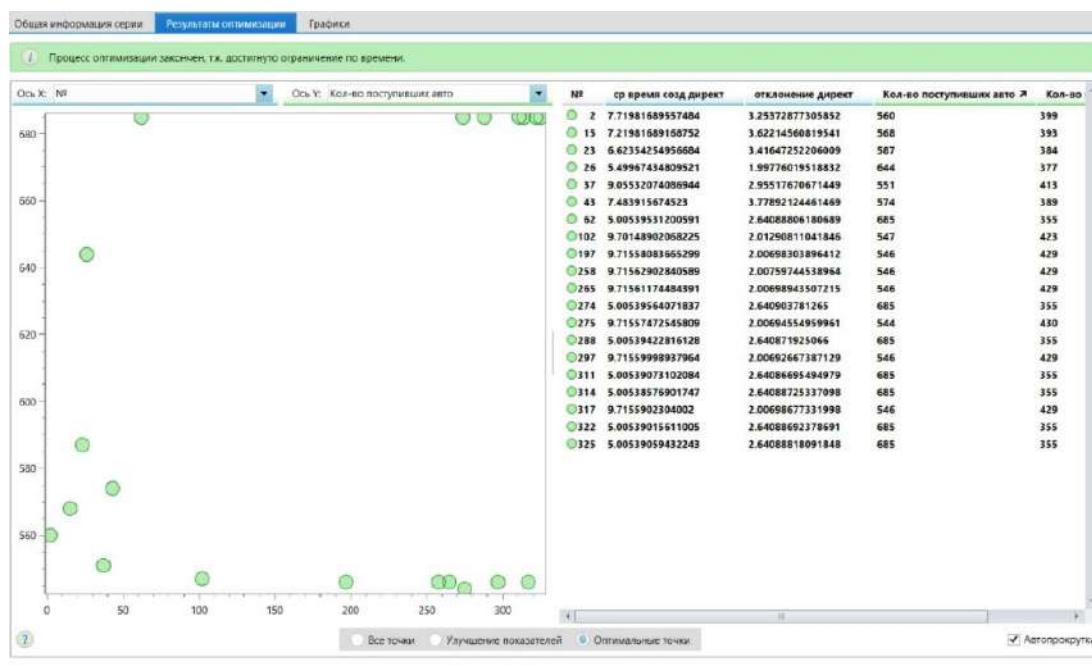 Общая информация серии Результаты оптимизации Графики
Процесс оптимизации закончен, т.к. достигнуто ограничение по времени.
Ось X: № Ось Y: Кол-во поступивших авто
№ ср время созд директ отклонение директ Кол-во поступивших авто Кол-во
2 7.71981689557484 3.25372877305852 560 399
15 7.21981689168752 3.62214560819541 568 393
23 6.62354254956684 3.41647252206009 587 384
26 5.49967434809521 1.99776019518832 644 377
37 9.05532074086944 2.95517670671449 551 413
43 7.483915674523 3.77892124461469 574 389
62 5.00539531200591 2.64088806180689 685 355
102 9.70148902068225 2.01290811041846 547 423
197 9.71558083665299 2.00698303896412 546 429
258 9.71562902840589 2.00759744538964 546 429
265 9.71561174484391 2.00698943507215 546 429
274 5.00539564071837 2.640903781265 685 355
275 9.71557472545809 2.00694554959961 544 430
288 5.00539422816128 2.640871925066 685 355
297 9.71559998937964 2.00692667387129 546 429
311 5.00539073102084 2.64086695494979 685 355
314 5.00538576901747 2.64088725337098 685 355
317 9.7155902304002 2.00698677331998 546 429
322 5.00539015611005 2.64088692378691 685 355
325 5.00539059432243 2.64088818091848 685 355
680
660
640
620
600
580
560
0 50 100 150 200 250 300
? Все точки Улучшение показателей Оптимальные точки Автопрокрутка